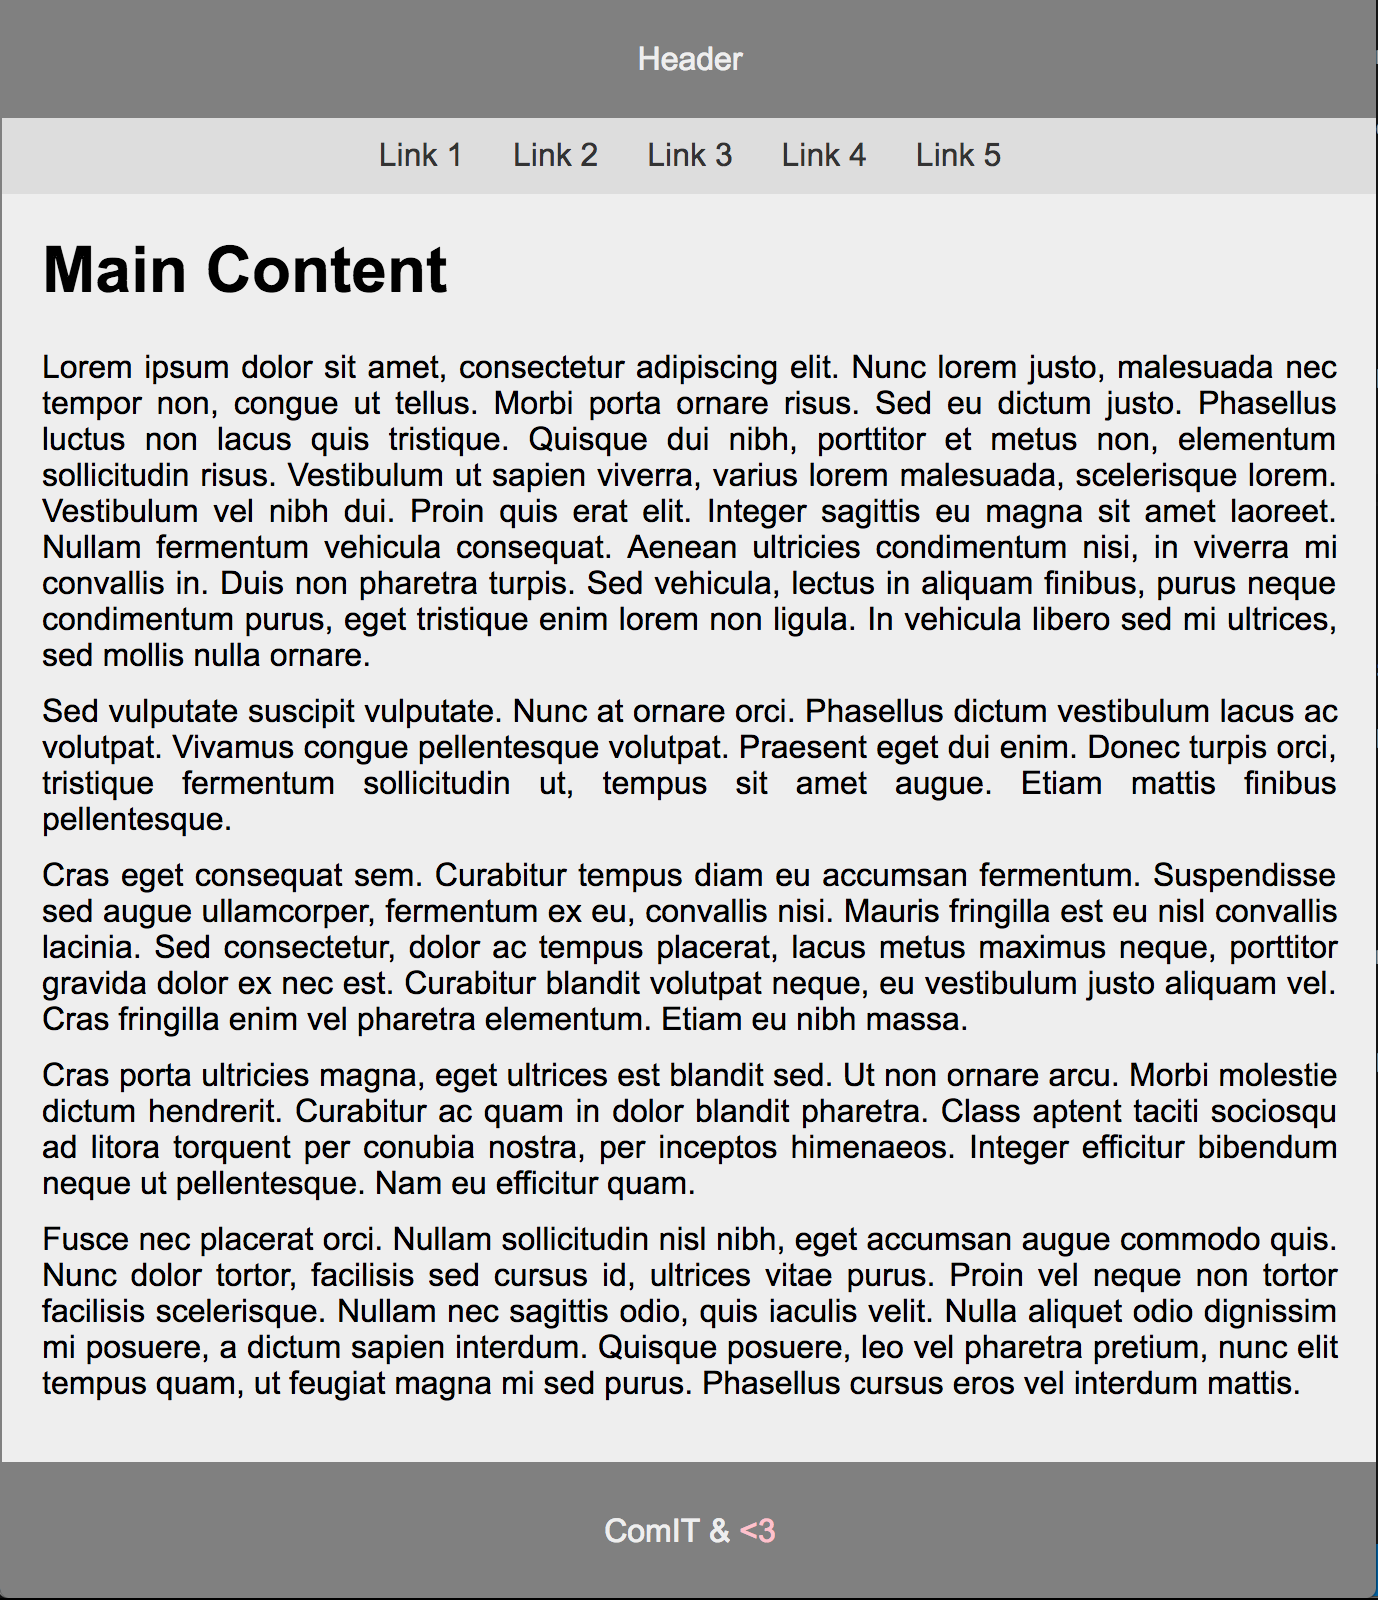 Header
Link 1 Link 2 Link 3 Link 4 Link 5
Main Content
Lorem ipsum dolor sit amet, consectetur adipiscing elit. Nunc lorem justo, malesuada nec
tempor non, congue ut tellus. Morbi porta ornare risus. Sed eu dictum justo. Phasellus
luctus non lacus quis tristique. Quisque dui nibh, porttitor et metus non, elementum
sollicitudin risus. Vestibulum ut sapien viverra, varius lorem malesuada, scelerisque lorem.
Vestibulum vel nibh dui. Proin quis erat elit. Integer sagittis eu magna sit amet laoreet.
Nullam fermentum vehicula consequat. Aenean ultricies condimentum nisi, in viverra mi
convallis in. Duis non pharetra turpis. Sed vehicula, lectus in aliquam finibus, purus neque
condimentum purus, eget tristique enim lorem non ligula. In vehicula libero sed mi ultrices,
sed mollis nulla ornare.
Sed vulputate suscipit vulputate. Nunc at ornare orci. Phasellus dictum vestibulum lacus ac
volutpat. Vivamus congue pellentesque volutpat. Praesent eget dui enim. Donec turpis orci,
tristique fermentum sollicitudin ut, tempus sit amet augue. Etiam mattis finibus
pellentesque.
Cras eget consequat sem. Curabitur tempus diam eu accumsan fermentum. Suspendisse
sed augue ullamcorper, fermentum ex eu, convallis nisi. Mauris fringilla est eu nisl convallis
lacinia. Sed consectetur, dolor ac tempus placerat, lacus metus maximus neque, porttitor
gravida dolor ex nec est. Curabitur blandit volutpat neque, eu vestibulum justo aliquam vel.
Cras fringilla enim vel pharetra elementum. Etiam eu nibh massa.
Cras porta ultricies magna, eget ultrices est blandit sed. Ut non ornare arcu. Morbi molestie
dictum hendrerit. Curabitur ac quam in dolor blandit pharetra. Class aptent taciti sociosqu
ad litora torquent per conubia nostra, per inceptos himenaeos. Integer efficitur bibendum
neque ut pellentesque. Nam eu efficitur quam.
Fusce nec placerat orci. Nullam sollicitudin nisl nibh, eget accumsan augue commodo quis.
Nunc dolor tortor, facilisis sed cursus id, ultrices vitae purus. Proin vel neque non tortor
facilisis scelerisque. Nullam nec sagittis odio, quis iaculis velit. Nulla aliquet odio dignissim
mi posuere, a dictum sapien interdum. Quisque posuere, leo vel pharetra pretium, nunc elit
tempus quam, ut feugiat magna mi sed purus. Phasellus cursus eros vel interdum mattis.
ComIT & <3